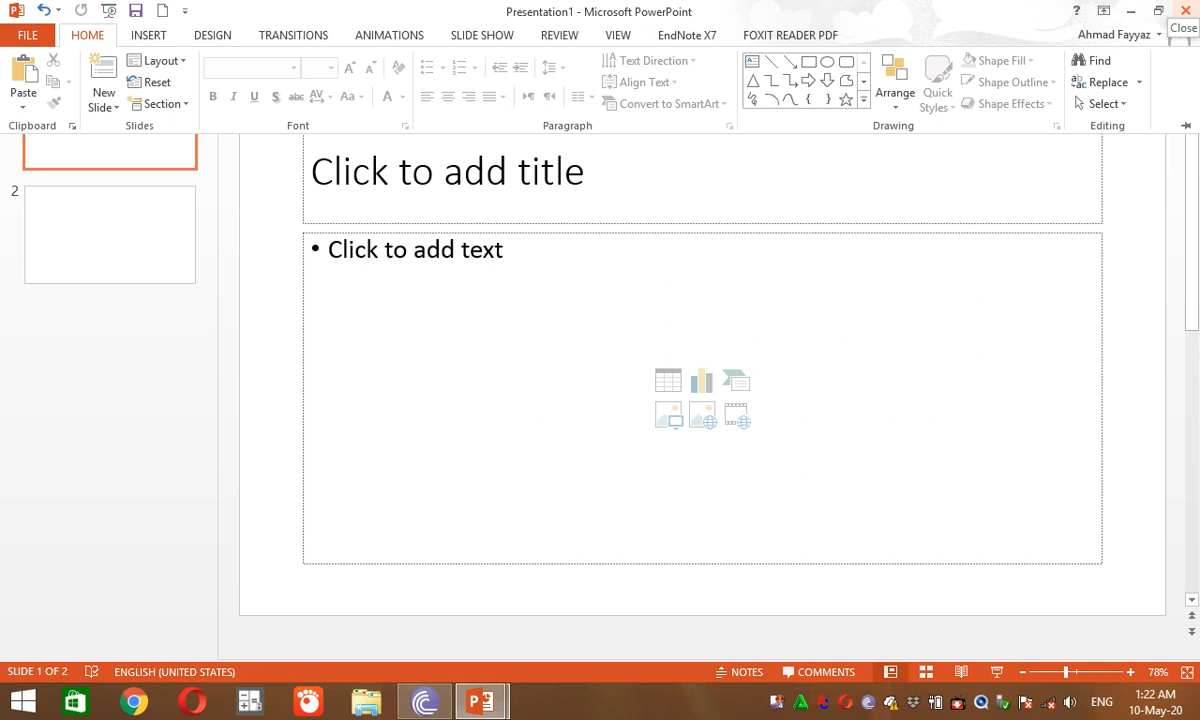 Presentation1 - Microsoft PowerPoint
?
Close
FILE HOME INSERT DESIGN TRANSITIONS ANIMATIONS SLIDE SHOW REVIEW VIEW EndNote X7 FOXIT READER PDF Ahmad Fayyaz
Paste
New Slide
Layout
Reset
Section
B I U S abc AV Aa A
Text Direction
Align Text
Convert to SmartArt
Arrange
Quick Styles
Shape Fill
Shape Outline
Shape Effects
Find
Replace
Select
Clipboard Slides Font Paragraph Drawing Editing
Click to add title
2
• Click to add text
SLIDE 1 OF 2 ENGLISH (UNITED STATES) NOTES COMMENTS 78%
ENG
1:22 AM
10-May-20